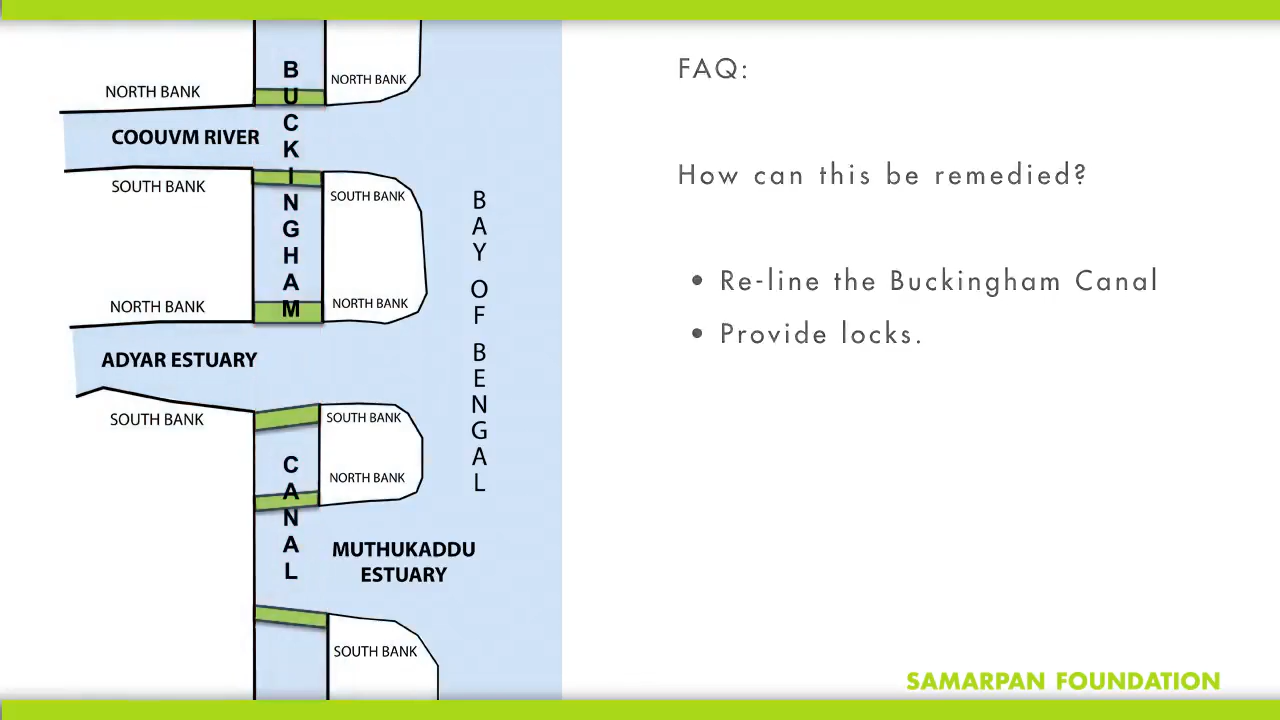 NORTH BANK
NORTH BANK
COOUVM RIVER
SOUTH BANK
SOUTH BANK
BUCKINGHAM
BAY OF BENGAL
NORTH BANK
NORTH BANK
ADYAR ESTUARY
SOUTH BANK
SOUTH BANK
CANAL
NORTH BANK
MUTHUKADDU
ESTUARY
SOUTH BANK
FAQ:
How can this be remedied?
• Re-line the Buckingham Canal
• Provide locks.
SAMARPAN FOUNDATION